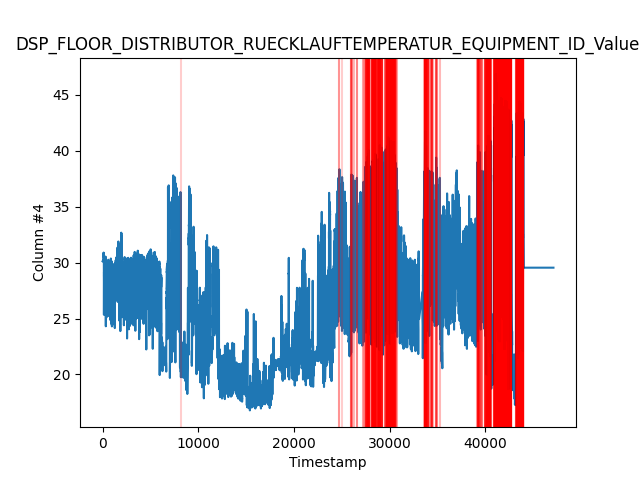 DSP_FLOOR_DISTRIBUTOR_RUECKLAUFTEMPERATUR_EQUIPMENT_ID_Value
45
40
35
30
25
20
Column #4
0 10000 20000 30000 40000
Timestamp